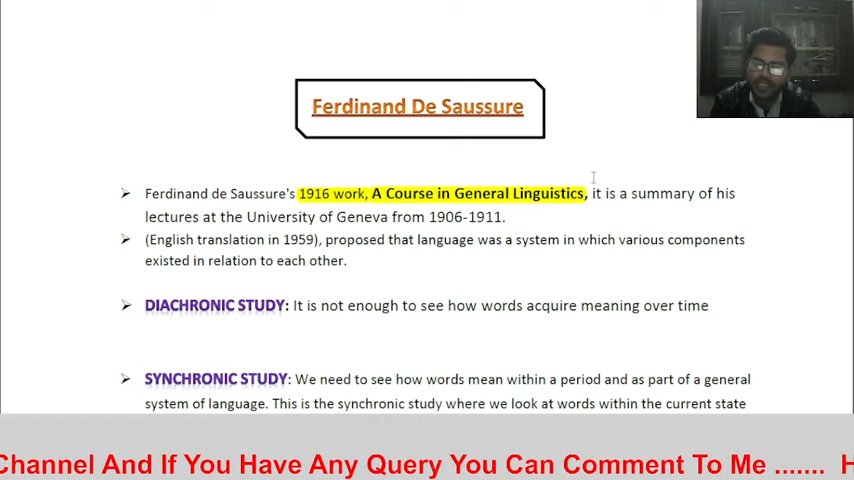 Ferdinand De Saussure
Ferdinand de Saussure's 1916 work, A Course in General Linguistics, it is a summary of his
lectures at the University of Geneva from 1906-1911.
(English translation in 1959), proposed that language was a system in which various components
existed in relation to each other.
DIACHRONIC STUDY: It is not enough to see how words acquire meaning over time
SYNCHRONIC STUDY: We need to see how words mean within a period and as part of a general
system of language. This is the synchronic study where we look at words within the current state
Channel And If You Have Any Query You Can Comment To Me ....... H